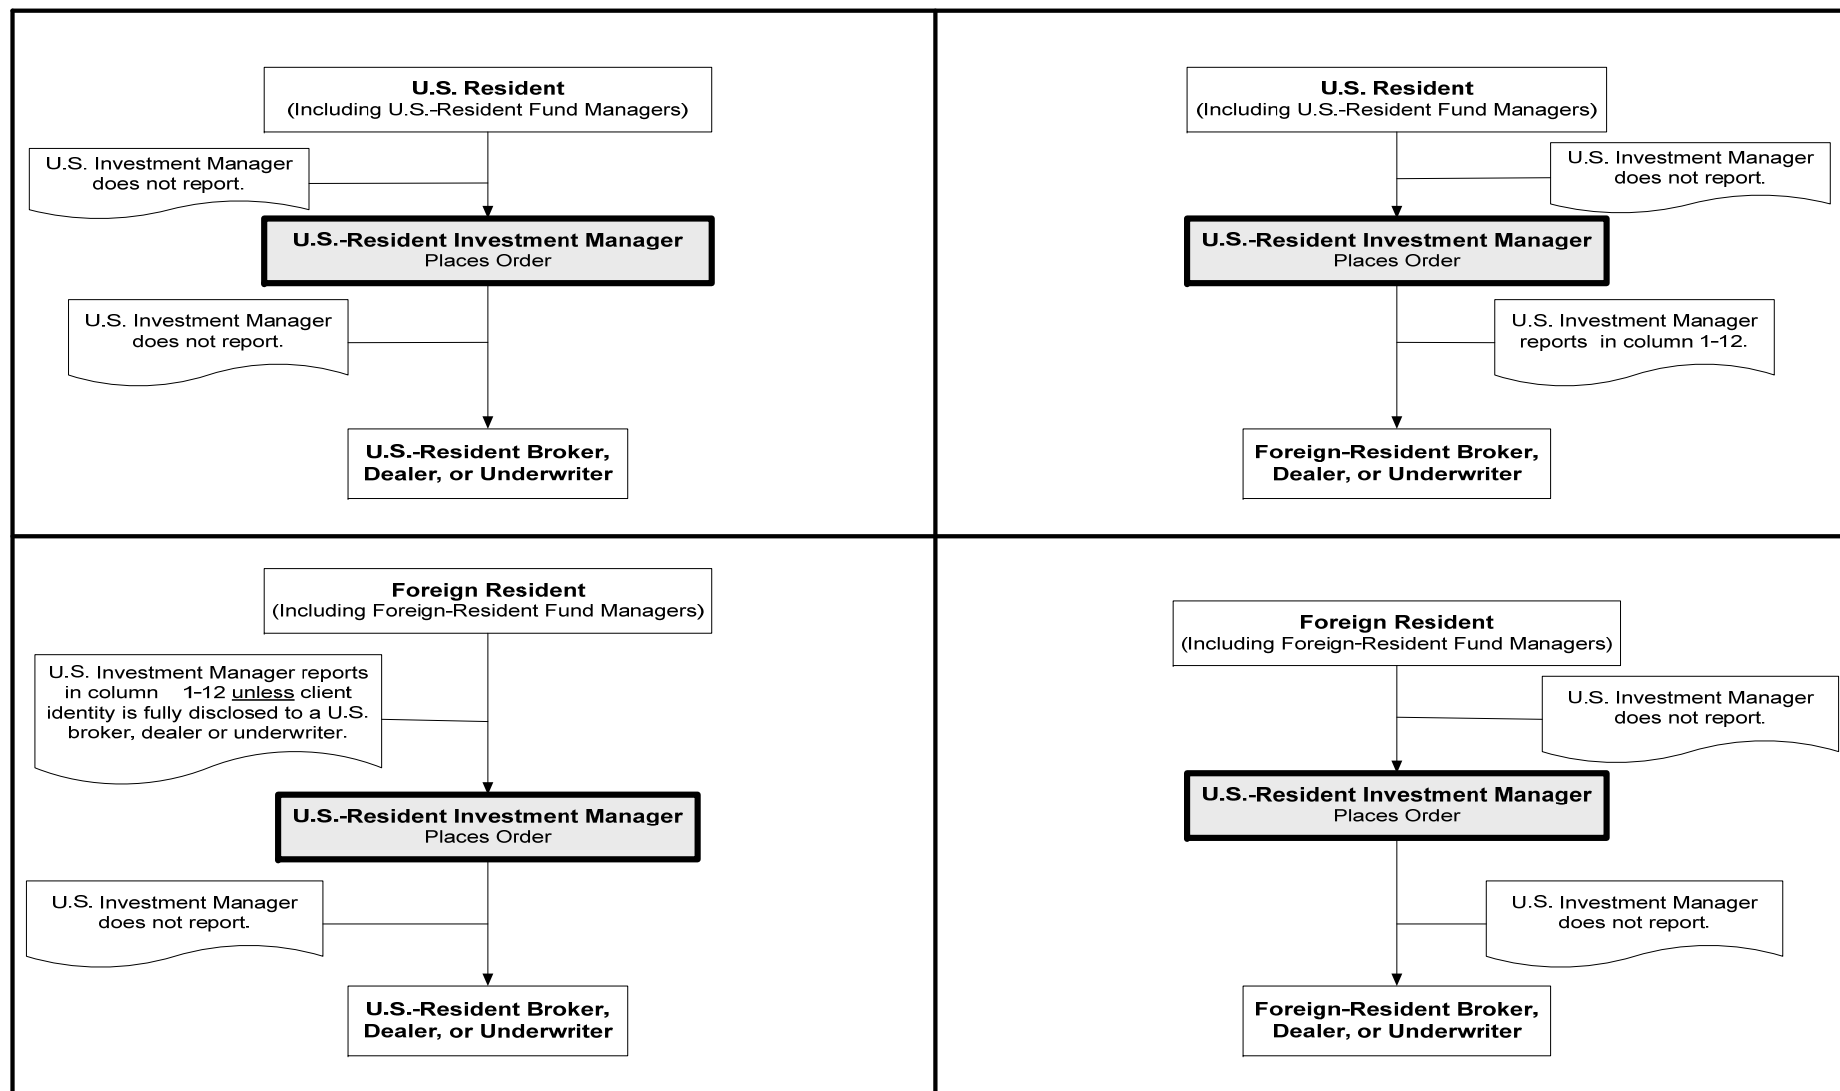 U.S. Resident
(Including U.S.-Resident Fund Managers)
U.S. Investment Manager
does not report.
U.S.-Resident Investment Manager
Places Order
U.S. Investment Manager
does not report.
U.S.-Resident Broker,
Dealer, or Underwriter
U.S. Resident
(Including U.S.-Resident Fund Managers)
U.S. Investment Manager
does not report.
U.S.-Resident Investment Manager
Places Order
U.S. Investment Manager
reports in column 1-12.
Foreign-Resident Broker,
Dealer, or Underwriter
Foreign Resident
(Including Foreign-Resident Fund Managers)
U.S. Investment Manager reports
in column 1-12 unless client
identity is fully disclosed to a U.S.
broker, dealer or underwriter.
U.S.-Resident Investment Manager
Places Order
U.S. Investment Manager
does not report.
U.S.-Resident Broker,
Dealer, or Underwriter
Foreign Resident
(Including Foreign-Resident Fund Managers)
U.S. Investment Manager
does not report.
U.S.-Resident Investment Manager
Places Order
U.S. Investment Manager
does not report.
Foreign-Resident Broker,
Dealer, or Underwriter